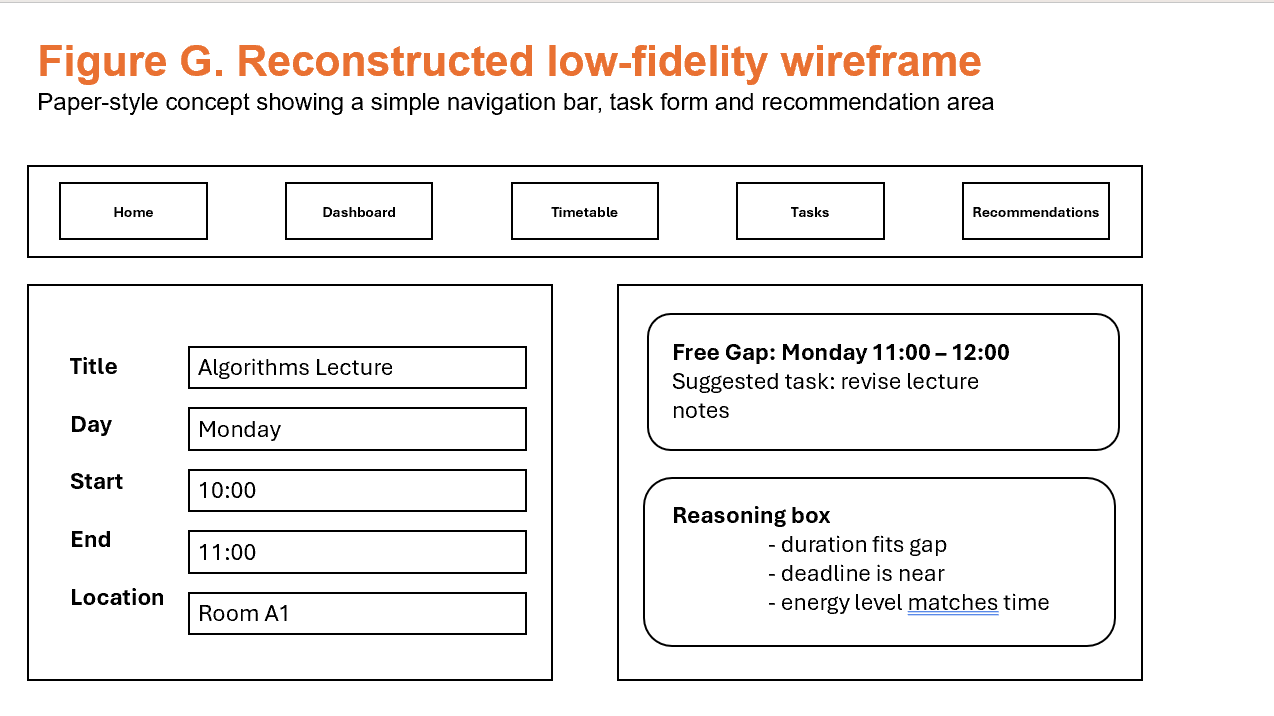 Figure G. Reconstructed low-fidelity wireframe
Paper-style concept showing a simple navigation bar, task form and recommendation area
Home
Dashboard
Timetable
Tasks
Recommendations
Title
Algorithms Lecture
Day
Monday
Start
10:00
End
11:00
Location
Room A1
Free Gap: Monday 11:00 – 12:00
Suggested task: revise lecture
notes
Reasoning box
- duration fits gap
- deadline is near
- energy level matches time